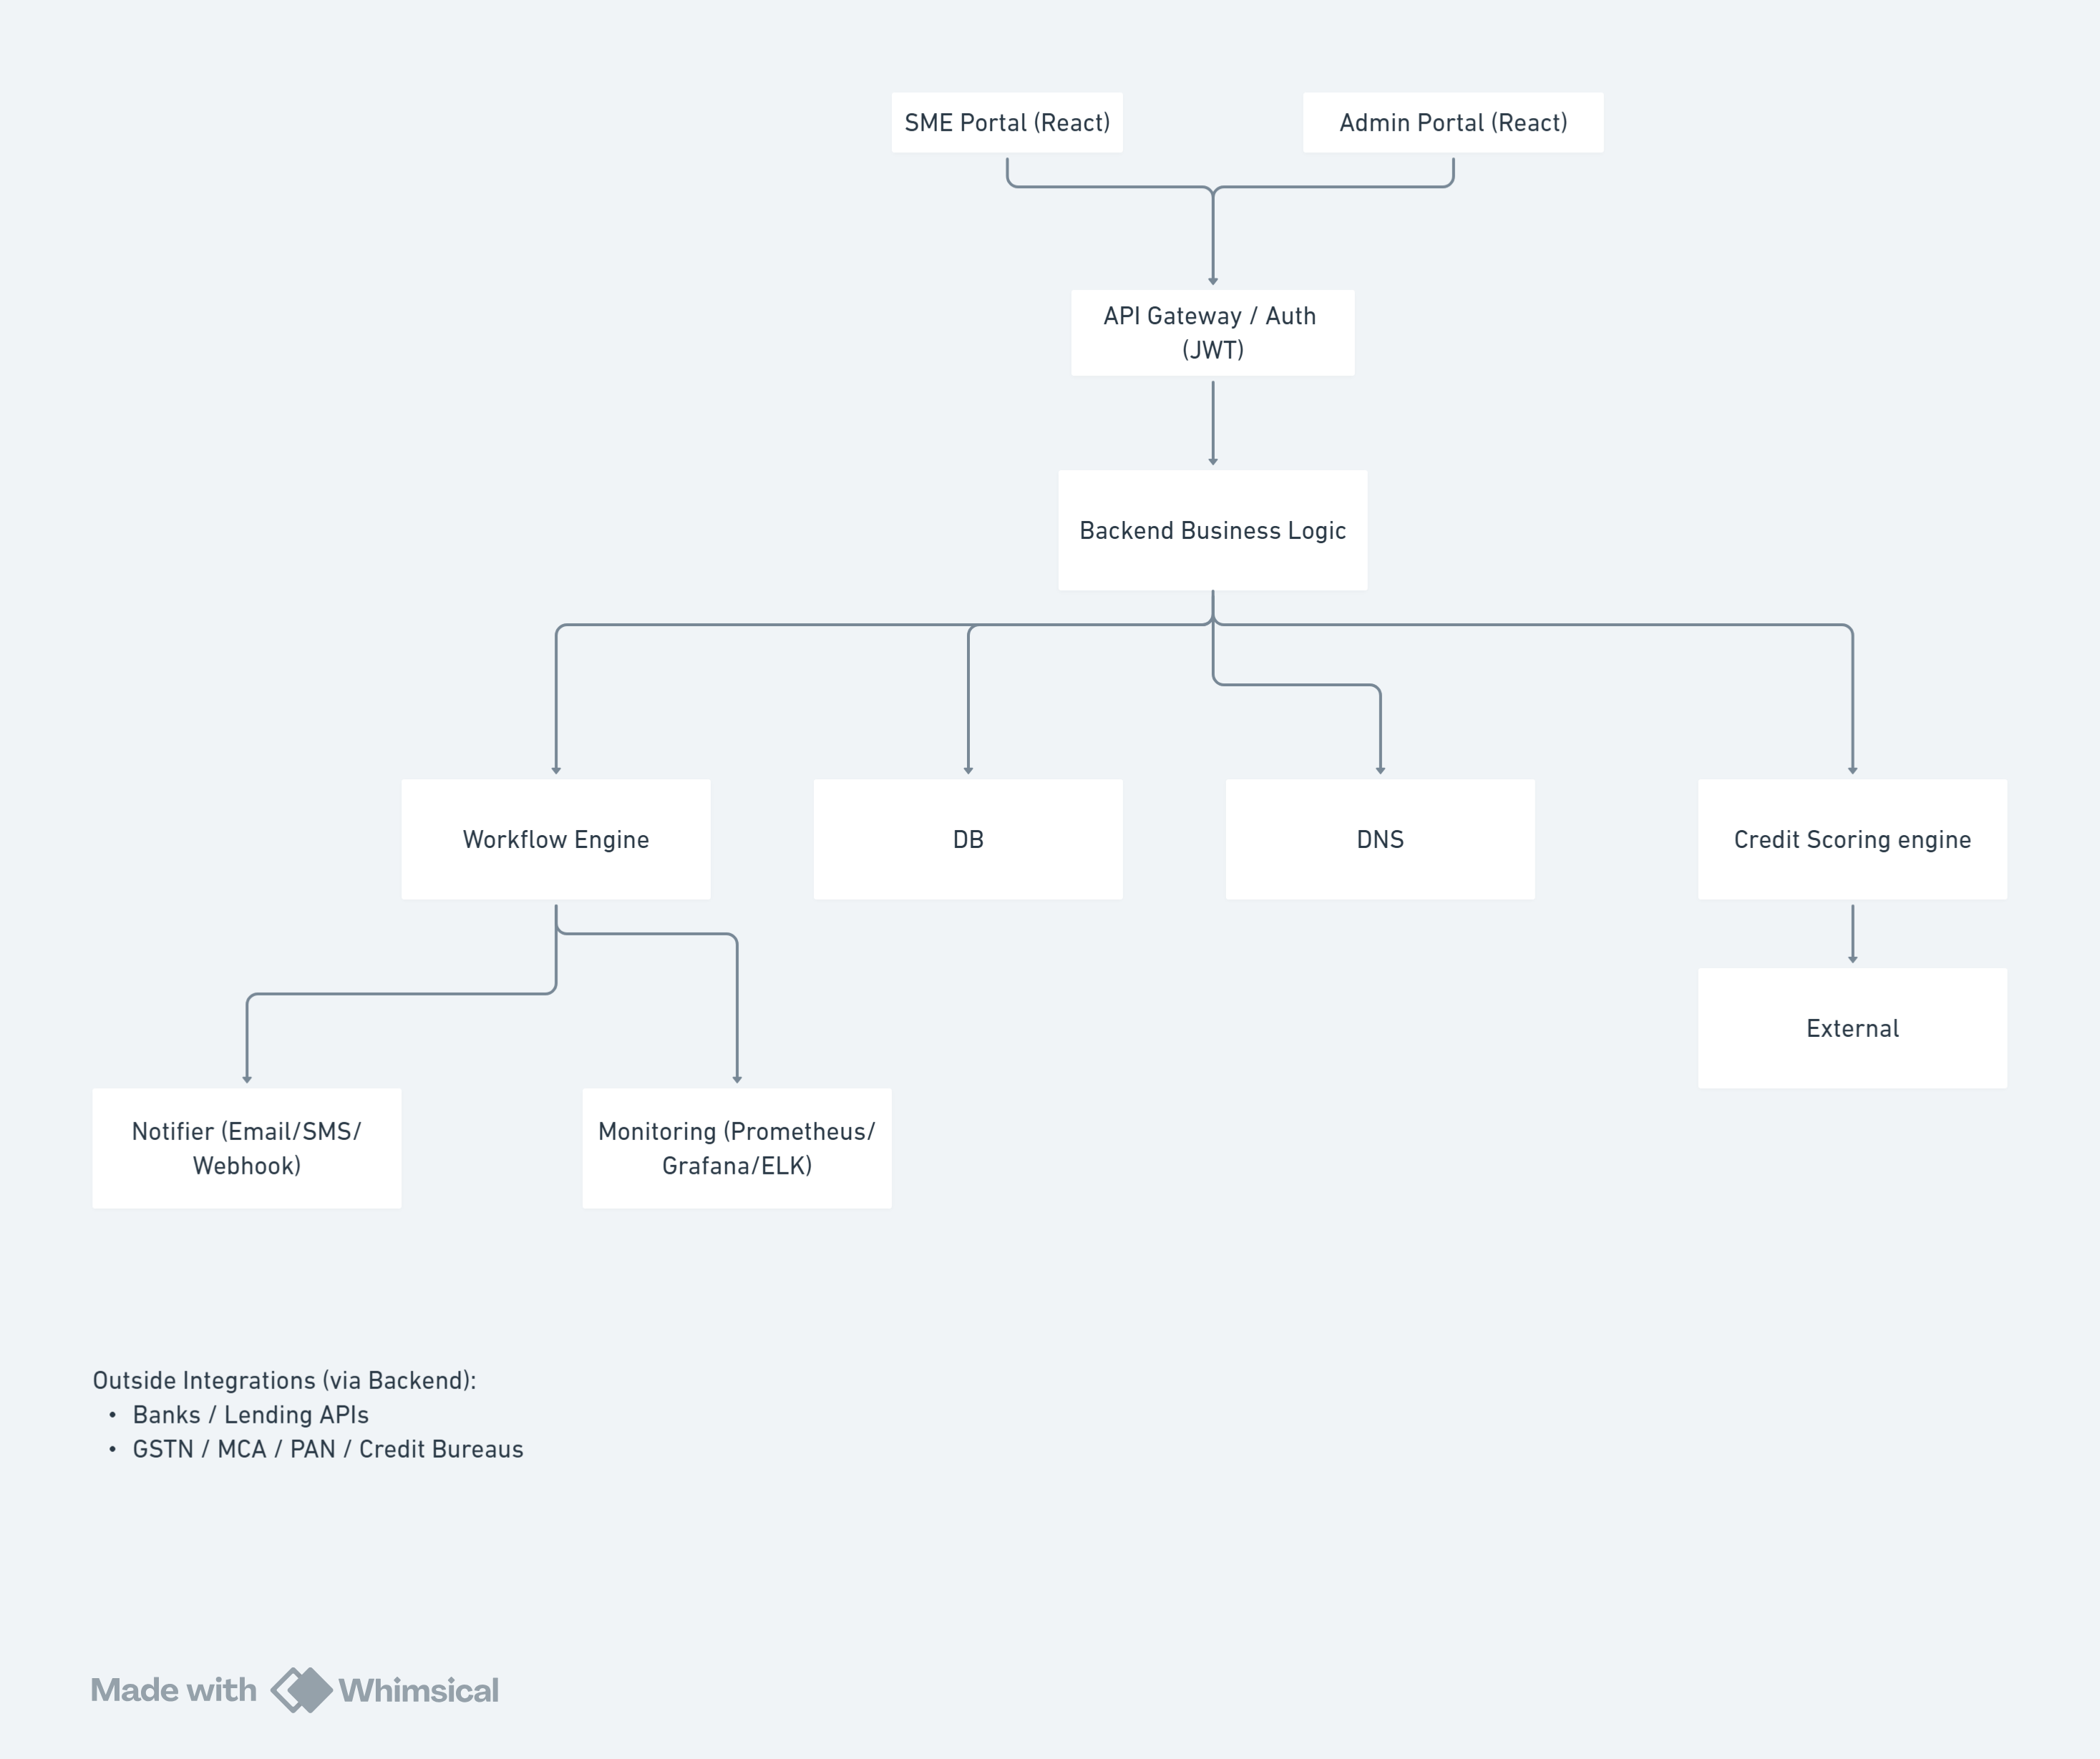 SME Portal (React)
Admin Portal (React)
API Gateway / Auth
(JWT)
Backend Business Logic
Workflow Engine
DB
DNS
Credit Scoring engine
External
Notifier (Email/SMS/
Webhook)
Monitoring (Prometheus/
Grafana/ELK)
Outside Integrations (via Backend):
• Banks / Lending APIs
• GSTN / MCA / PAN / Credit Bureaus
Made with Whimsical